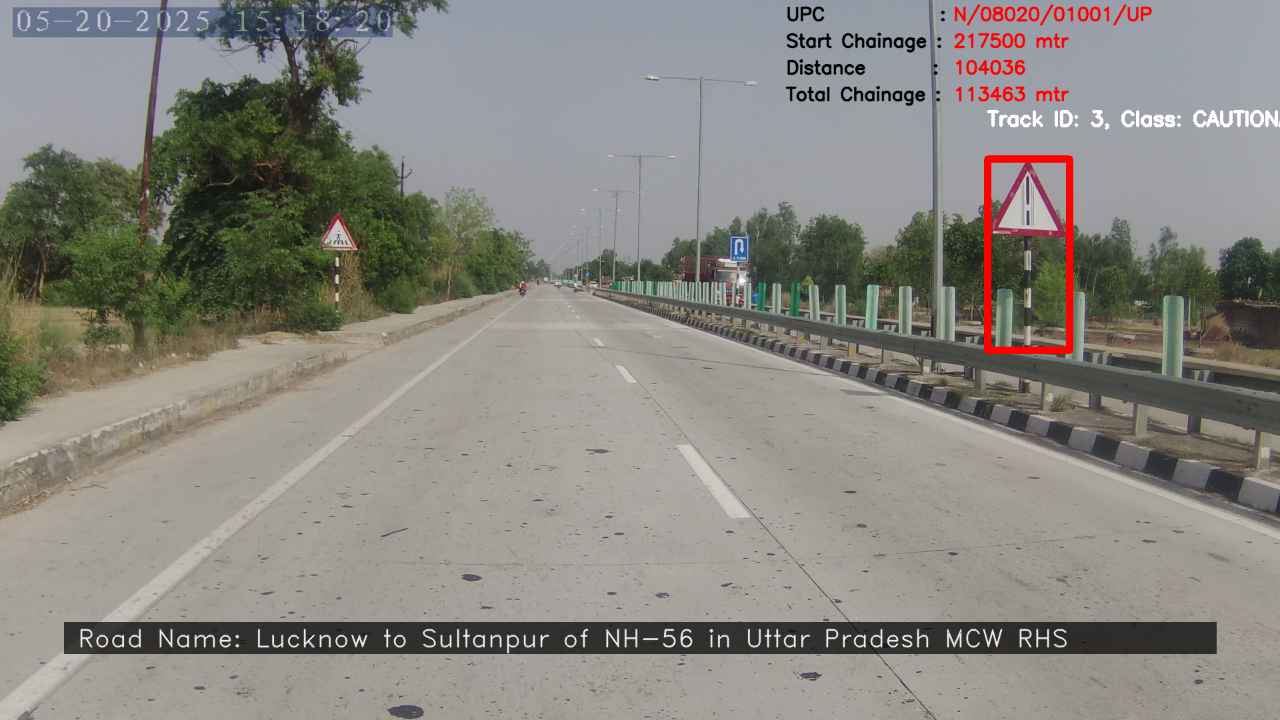 05-20-2025 15:18:20
UPC : N/08020/01001/UP
Start Chainage : 217500 mtr
Distance : 104036
Total Chainage : 113463 mtr
Track ID: 3, Class: CAUTION
Road Name: Lucknow to Sultanpur of NH-56 in Uttar Pradesh MCW RHS